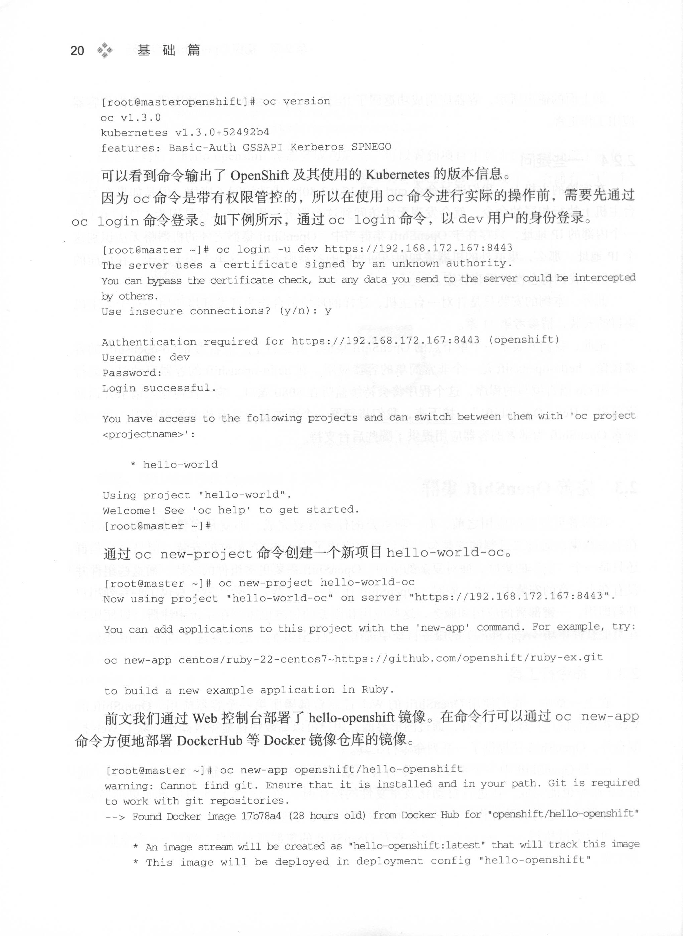 20 基 础 篇
[root@masteropenshift]# oc version
oc v1.3.0
kubernetes v1.3.0+52492b4
features: Basic-Auth GSSAPI Kerberos SPNEGO
可以看到命令输出了 OpenShift 及其使用的 Kubernetes 的版本信息。
因为 oc 命令是带有权限管控的，所以在使用 oc 命令进行实际的操作前，需要先通过
oc login 命令登录。如下例所示，通过 oc login 命令，以 dev 用户的身份登录。
[root@master ~]# oc login -u dev https://192.168.172.167:8443
The server uses a certificate signed by an unknown authority.
You can bypass the certificate check, but any data you send to the server could be intercepted
by others.
Use insecure connections? (y/n): y
Authentication required for https://192.168.172.167:8443 (openshift)
Username: dev
Password:
Login successful.
You have access to the following projects and can switch between them with 'oc project
<projectname>':
* hello-world
Using project "hello-world".
Welcome! See 'oc help' to get started.
[root@master ~]#
通过 oc new-project 命令创建一个新项目 hello-world-oc。
[root@master ~]# oc new-project hello-world-oc
Now using project "hello-world-oc" on server "https://192.168.172.167:8443".
You can add applications to this project with the 'new-app' command. For example, try:
oc new-app centos/ruby-22-centos7~https://github.com/openshift/ruby-ex.git
to build a new example application in Ruby.
前文我们通过 Web 控制台部署了 hello-openshift 镜像。在命令行可以通过 oc new-app
命令方便地部署 DockerHub 等 Docker 镜像仓库的镜像。
[root@master ~]# oc new-app openshift/hello-openshift
warning: Cannot find git. Ensure that it is installed and in your path. Git is required
to work with git repositories.
--> Found Docker image 17b78a4 (28 hours old) from Docker Hub for "openshift/hello-openshift"
* An image stream will be created as "hello-openshift:latest" that will track this image
* This image will be deployed in deployment config "hello-openshift"